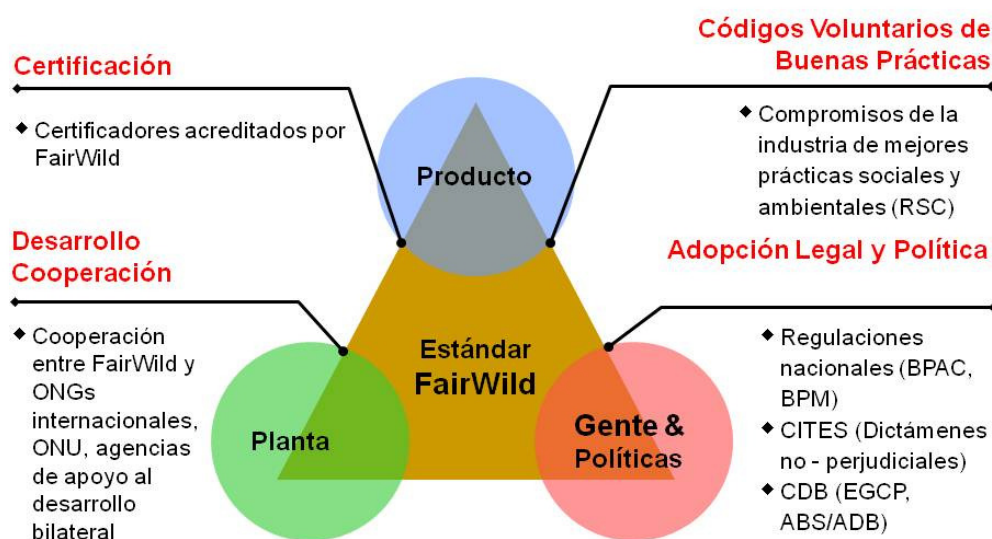 Certificación
◆ Certificadores acreditados por
FairWild
Códigos Voluntarios de
Buenas Prácticas
◆ Compromisos de la
industria de mejores
prácticas sociales y
ambientales (RSC)
Producto
Desarrollo
Cooperación
◆ Cooperación
entre FairWild y
ONGs
internacionales,
ONU, agencias
de apoyo al
desarrollo
bilateral
Estándar
FairWild
Planta
Gente &
Políticas
Adopción Legal y Política
◆ Regulaciones
nacionales (BPAC,
BPM)
◆ CITES (Dictámenes
no - perjudiciales)
◆ CDB (EGCP,
ABS/ADB)